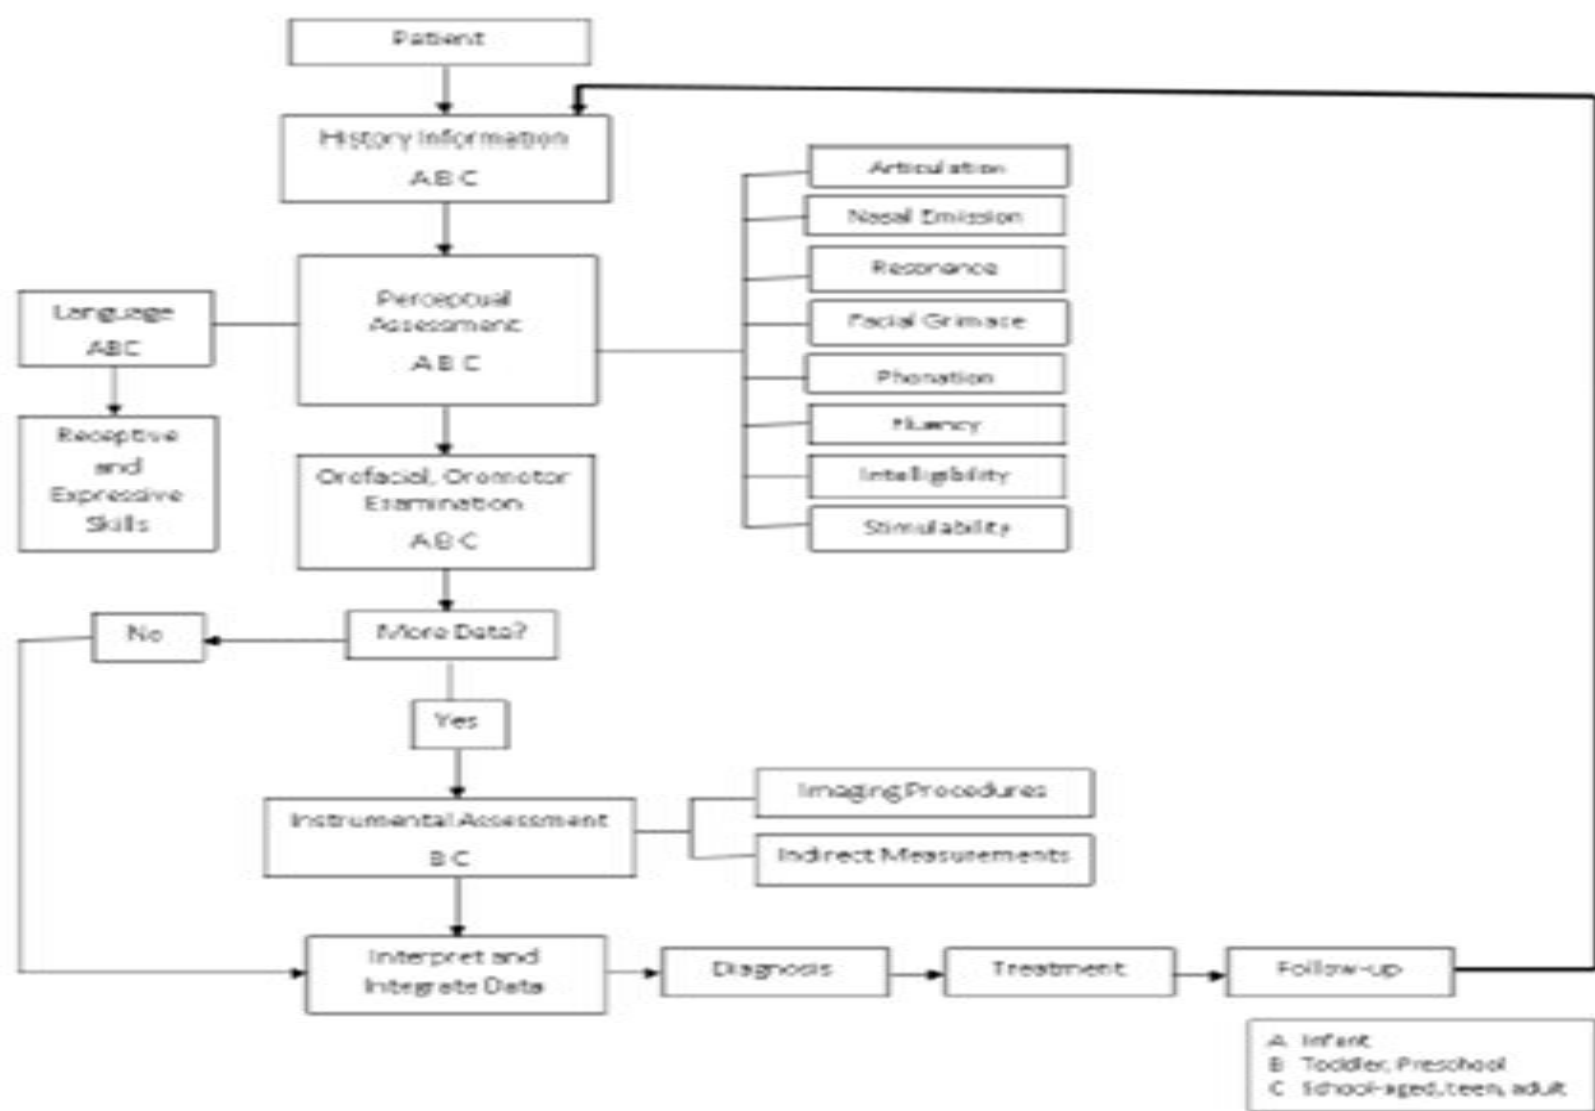 Patient
History Information
A B C
Articulation
Nasal Emission
Resonance
Facial Grimace
Phonation
Fluency
Intelligibility
Stimulability
Perceptual
Assessment
A B C
Language
ABC
Receptive
and
Expressive
Skills
Orofacial, Oromotor
Examination
A B C
More Data?
No
Yes
Instrumental Assessment
B C
Imaging Procedures
Indirect Measurements
Interpret and
Integrate Data
Diagnosis
Treatment
Follow-up
A Infant
B Toddler, Preschool
C School-aged, teen, adult